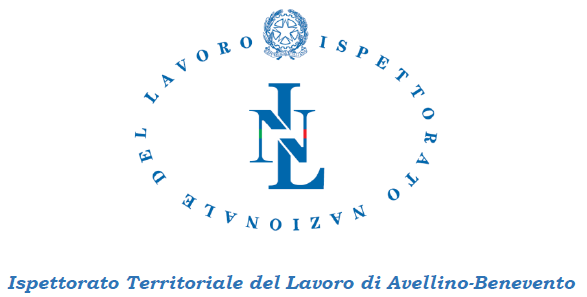 ISPETTORATO NAZIONALE DEL LAVORO
INL
Ispettorato Territoriale del Lavoro di Avellino-Benevento